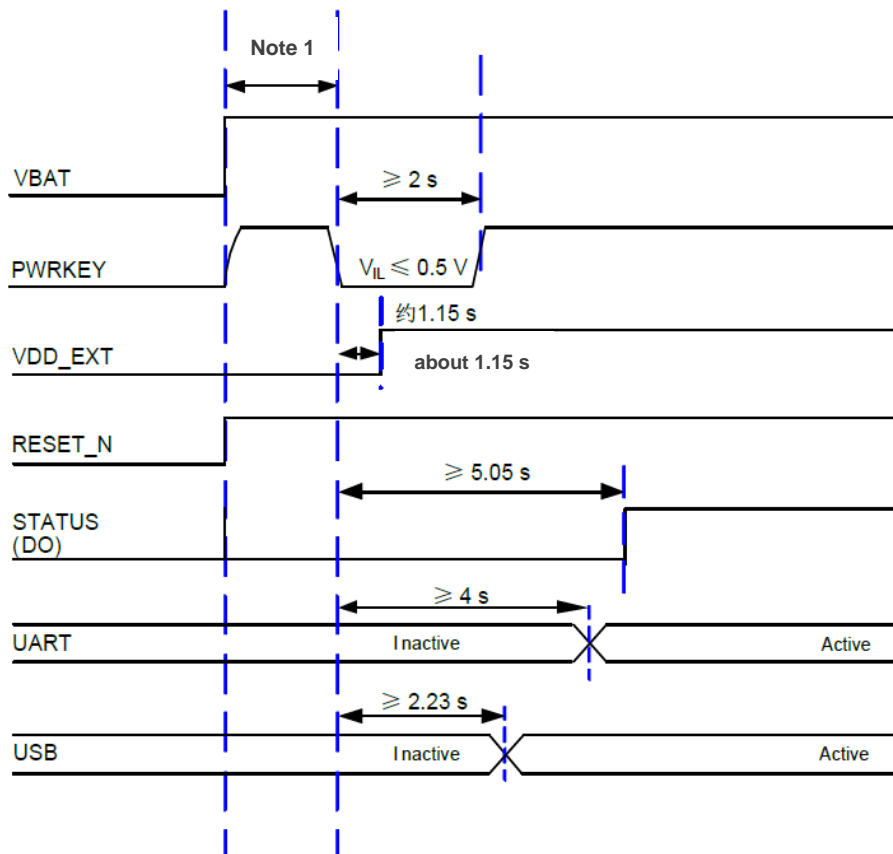 Note 1
VBAT
≥ 2 s
PWRKEY
VIL ≤ 0.5 V
约1.15 s
VDD_EXT
about 1.15 s
RESET_N
≥ 5.05 s
STATUS
(DO)
≥ 4 s
UART
Inactive
Active
≥ 2.23 s
USB
Inactive
Active